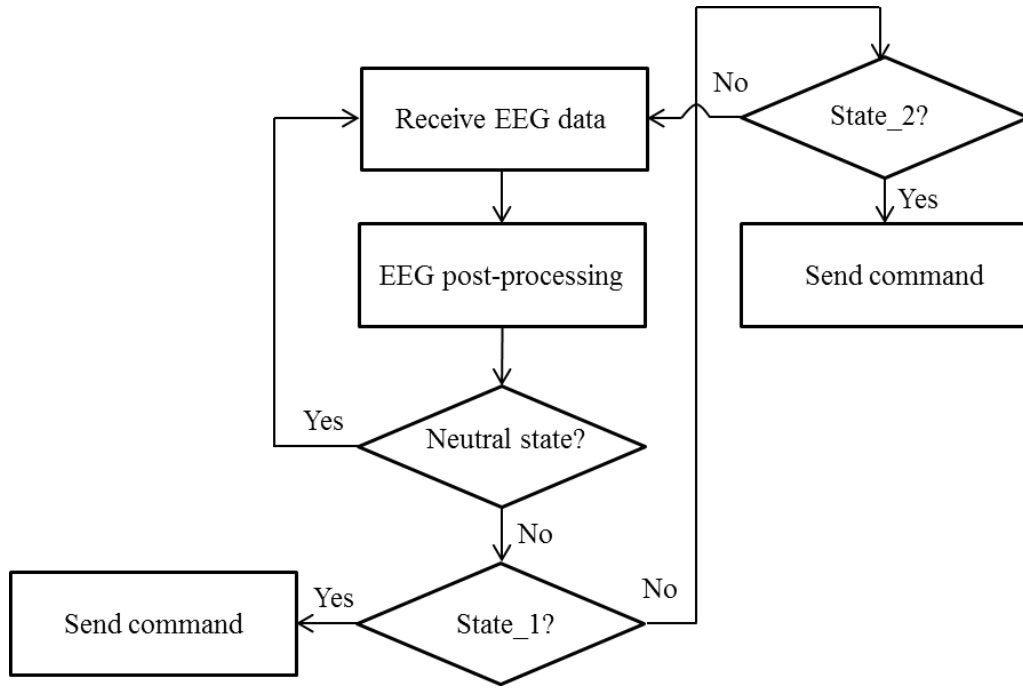 Receive EEG data
No
State_2?
Yes
EEG post-processing
Send command
Yes
Neutral state?
No
Send command
Yes
State_1?
No